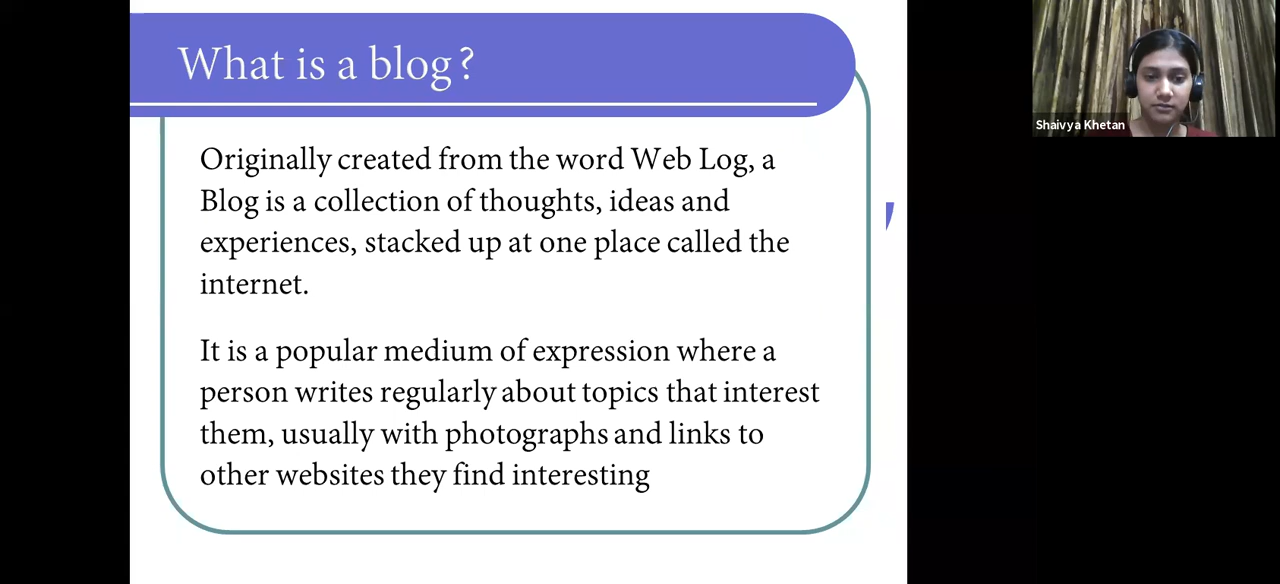 What is a blog?
Originally created from the word Web Log, a
Blog is a collection of thoughts, ideas and
experiences, stacked up at one place called the
internet.
It is a popular medium of expression where a
person writes regularly about topics that interest
them, usually with photographs and links to
other websites they find interesting
Shaivya Khetan